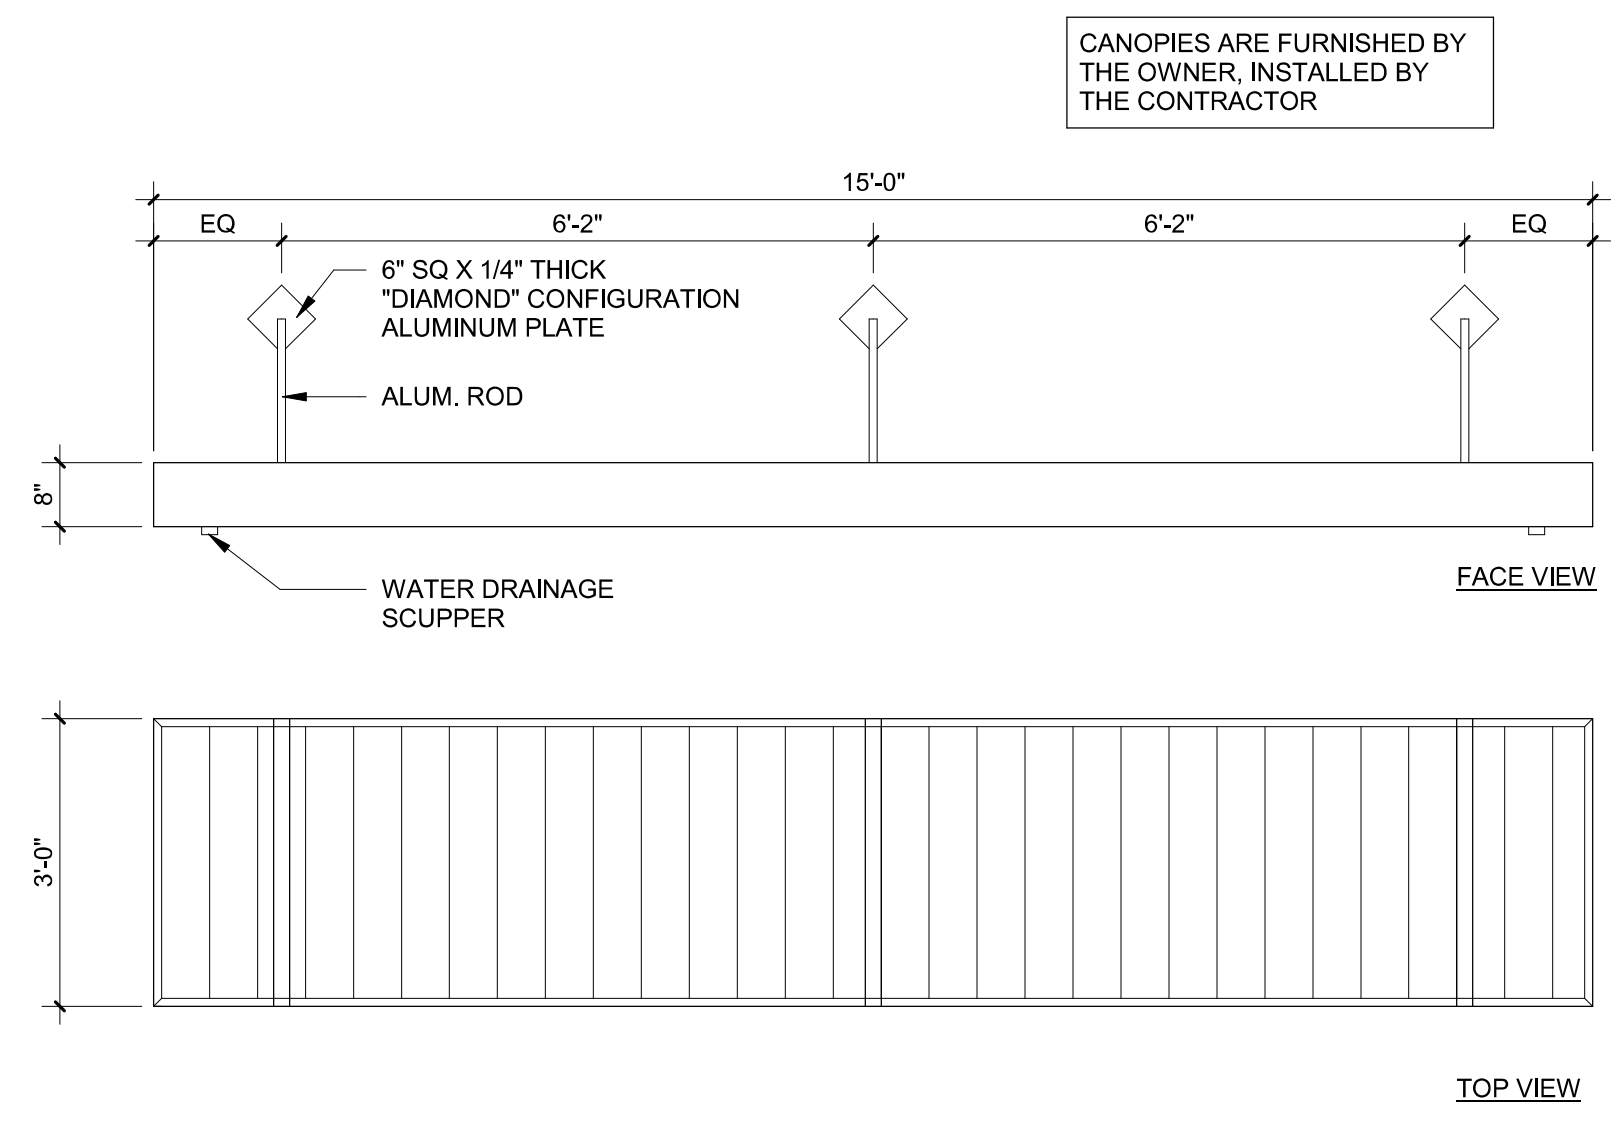 CANOPIES ARE FURNISHED BY
THE OWNER, INSTALLED BY
THE CONTRACTOR
15'-0"
EQ
6'-2"
6'-2"
EQ
6" SQ X 1/4" THICK
"DIAMOND" CONFIGURATION
ALUMINUM PLATE
ALUM. ROD
8"
WATER DRAINAGE
SCUPPER
FACE VIEW
3'-0"
TOP VIEW